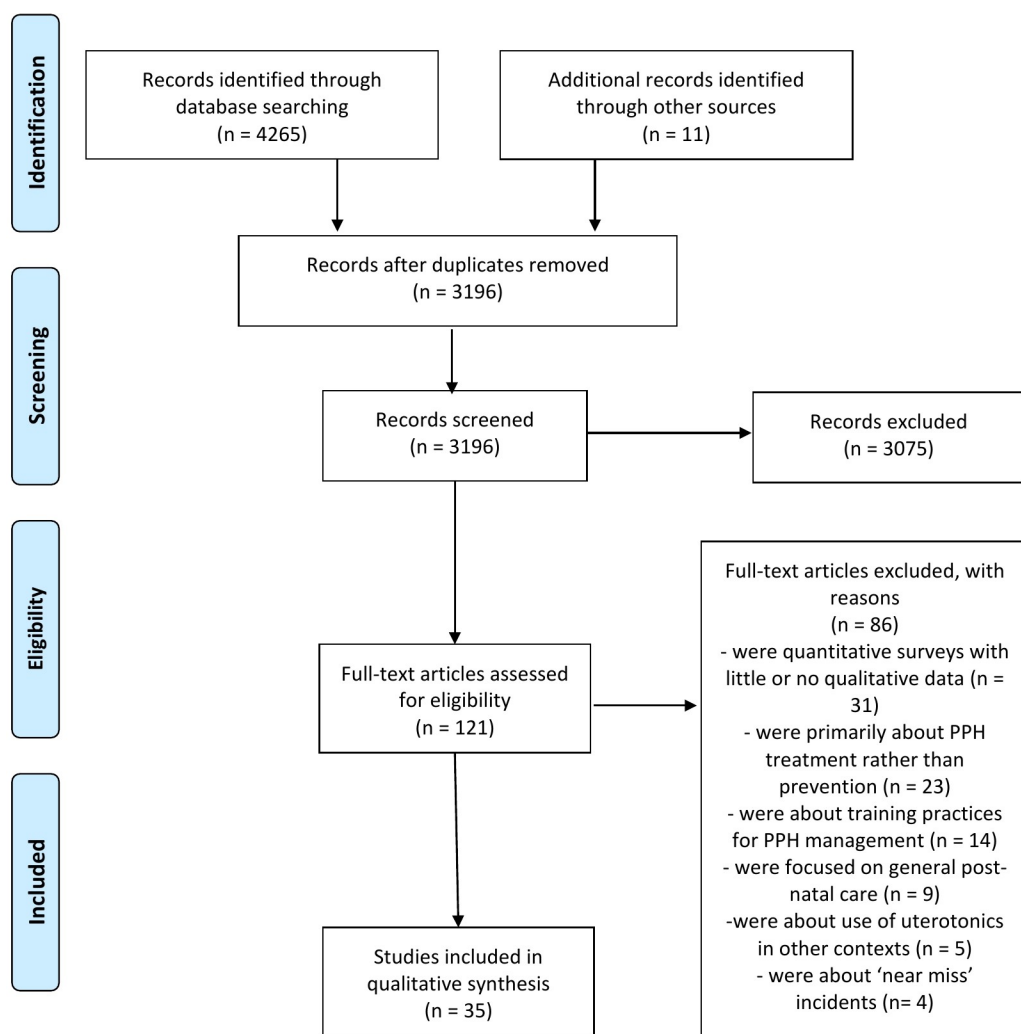 Identification
Records identified through
database searching
(n = 4265)
Additional records identified
through other sources
(n = 11)
Records after duplicates removed
(n = 3196)
Screening
Records screened
(n = 3196)
Records excluded
(n = 3075)
Eligibility
Full-text articles assessed
for eligibility
(n = 121)
Full-text articles excluded, with
reasons
(n = 86)
- were quantitative surveys with
little or no qualitative data (n =
31)
- were primarily about PPH
treatment rather than
prevention (n = 23)
- were about training practices
for PPH management (n = 14)
- were focused on general post-
natal care (n = 9)
-were about use of uterotonics
in other contexts (n = 5)
- were about ‘near miss’
incidents (n= 4)
Included
Studies included in
qualitative synthesis
(n = 35)